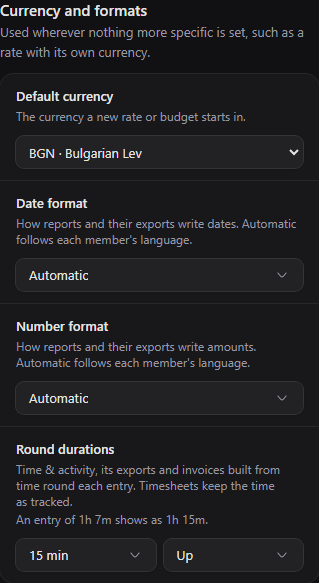 Currency and formats
Used wherever nothing more specific is set, such as a
rate with its own currency.
Default currency
The currency a new rate or budget starts in.
BGN · Bulgarian Lev
Date format
How reports and their exports write dates. Automatic
follows each member's language.
Automatic
Number format
How reports and their exports write amounts.
Automatic follows each member's language.
Automatic
Round durations
Time & activity, its exports and invoices built from
time round each entry. Timesheets keep the time
as tracked.
An entry of 1h 7m shows as 1h 15m.
15 min
Up